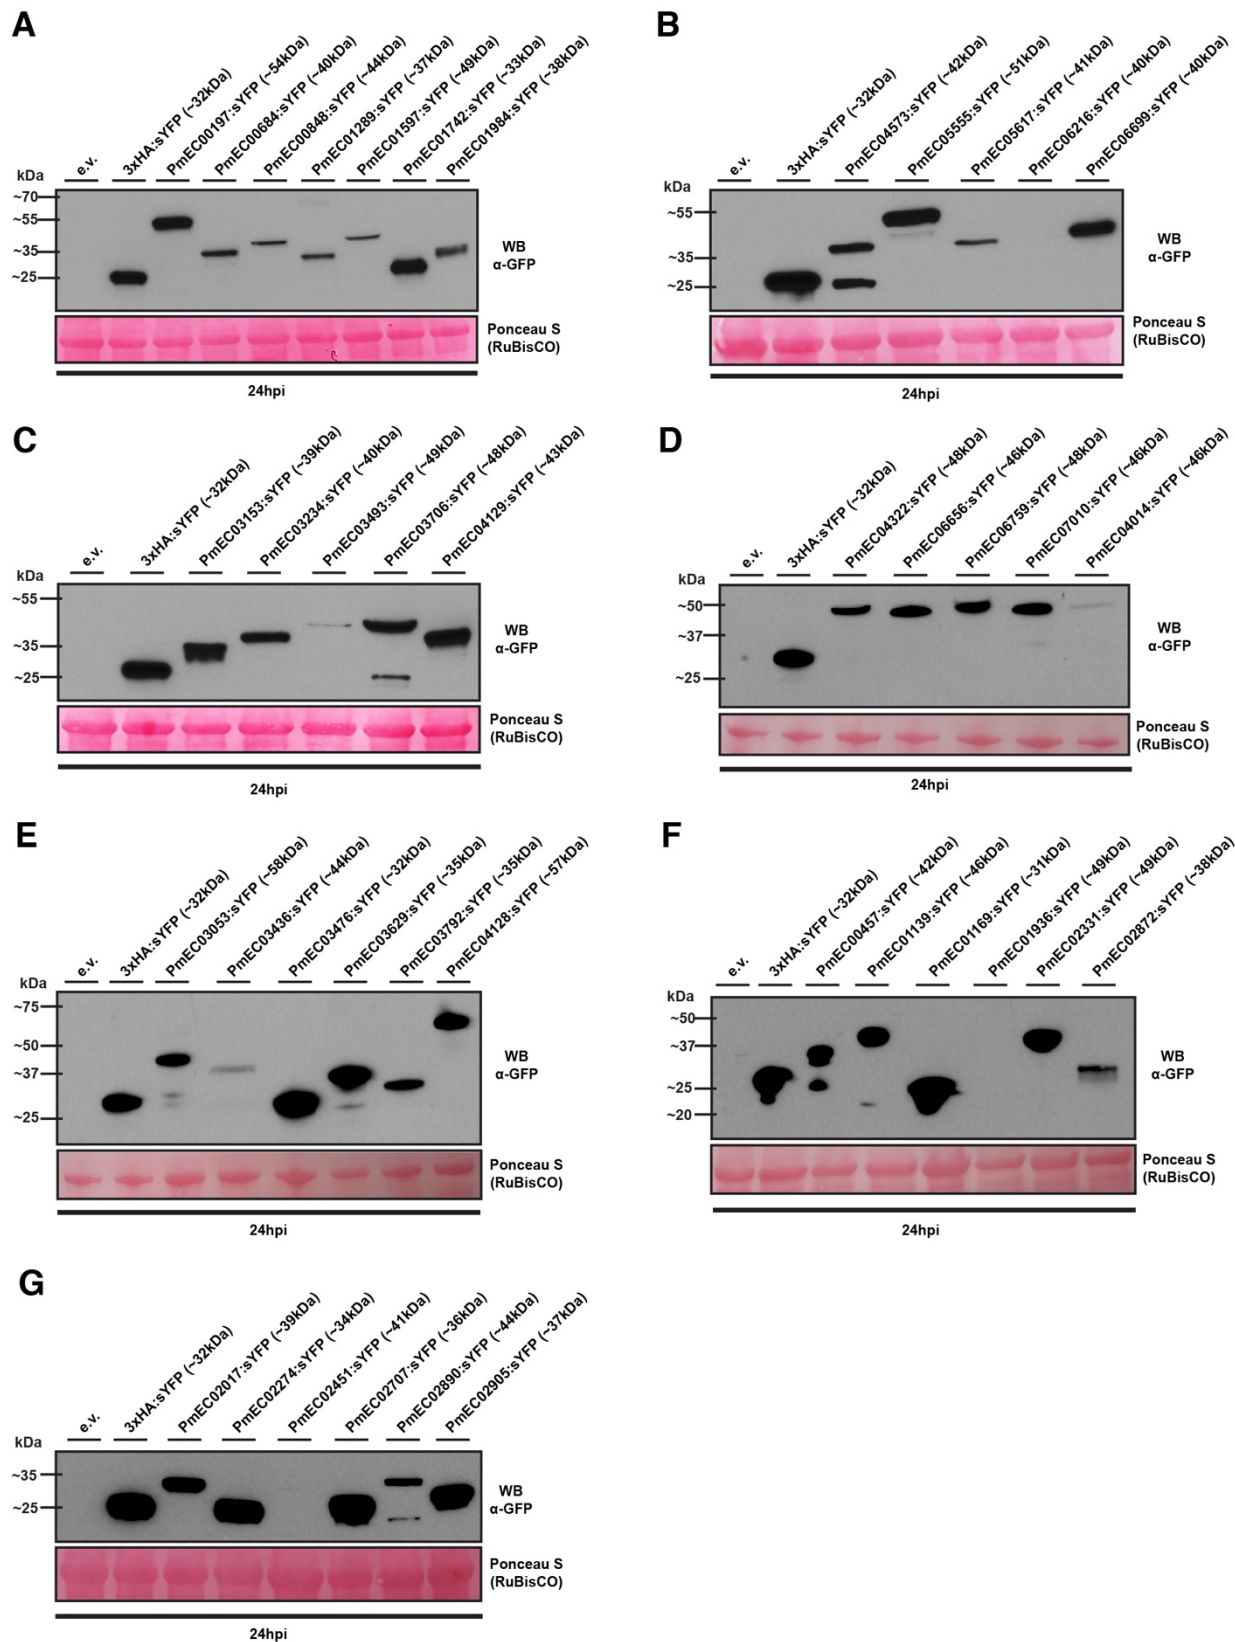 A
e.v.
3xHA:sYFP (~32kDa)
PmEC00197:sYFP (~54kDa)
PmEC00684:sYFP (~40kDa)
PmEC00848:sYFP (~44kDa)
PmEC01289:sYFP (~37kDa)
PmEC01597:sYFP (~49kDa)
PmEC01742:sYFP (~33kDa)
PmEC01984:sYFP (~38kDa)
kDa
~70
~55
~35
~25
WB
α-GFP
Ponceau S
(RuBisCO)
24hpi
B
e.v.
3xHA:sYFP (~32kDa)
PmEC04573:sYFP (~42kDa)
PmEC05555:sYFP (~51kDa)
PmEC05617:sYFP (~41kDa)
PmEC06216:sYFP (~40kDa)
PmEC06699:sYFP (~40kDa)
kDa
~55
~35
~25
WB
α-GFP
Ponceau S
(RuBisCO)
24hpi
C
e.v.
3xHA:sYFP (~32kDa)
PmEC03153:sYFP (~39kDa)
PmEC03234:sYFP (~40kDa)
PmEC03493:sYFP (~49kDa)
PmEC03706:sYFP (~48kDa)
PmEC04129:sYFP (~43kDa)
kDa
~55
~35
~25
WB
α-GFP
Ponceau S
(RuBisCO)
24hpi
D
e.v.
3xHA:sYFP (~32kDa)
PmEC04322:sYFP (~48kDa)
PmEC06656:sYFP (~46kDa)
PmEC06759:sYFP (~48kDa)
PmEC07010:sYFP (~46kDa)
PmEC04014:sYFP (~46kDa)
kDa
~50
~37
~25
WB
α-GFP
Ponceau S
(RuBisCO)
24hpi
E
e.v.
3xHA:sYFP (~32kDa)
PmEC03053:sYFP (~58kDa)
PmEC03436:sYFP (~44kDa)
PmEC03476:sYFP (~32kDa)
PmEC03629:sYFP (~35kDa)
PmEC03792:sYFP (~35kDa)
PmEC04128:sYFP (~57kDa)
kDa
~75
~50
~37
~25
WB
α-GFP
Ponceau S
(RuBisCO)
24hpi
F
e.v.
3xHA:sYFP (~32kDa)
PmEC00457:sYFP (~42kDa)
PmEC01139:sYFP (~46kDa)
PmEC01169:sYFP (~31kDa)
PmEC01936:sYFP (~49kDa)
PmEC02331:sYFP (~49kDa)
PmEC02872:sYFP (~38kDa)
kDa
~50
~37
~25
~20
WB
α-GFP
Ponceau S
(RuBisCO)
24hpi
G
e.v.
3xHA:sYFP (~32kDa)
PmEC02017:sYFP (~39kDa)
PmEC02274:sYFP (~34kDa)
PmEC02451:sYFP (~41kDa)
PmEC02707:sYFP (~36kDa)
PmEC02890:sYFP (~44kDa)
PmEC02905:sYFP (~37kDa)
kDa
~35
~25
WB
α-GFP
Ponceau S
(RuBisCO)
24hpi